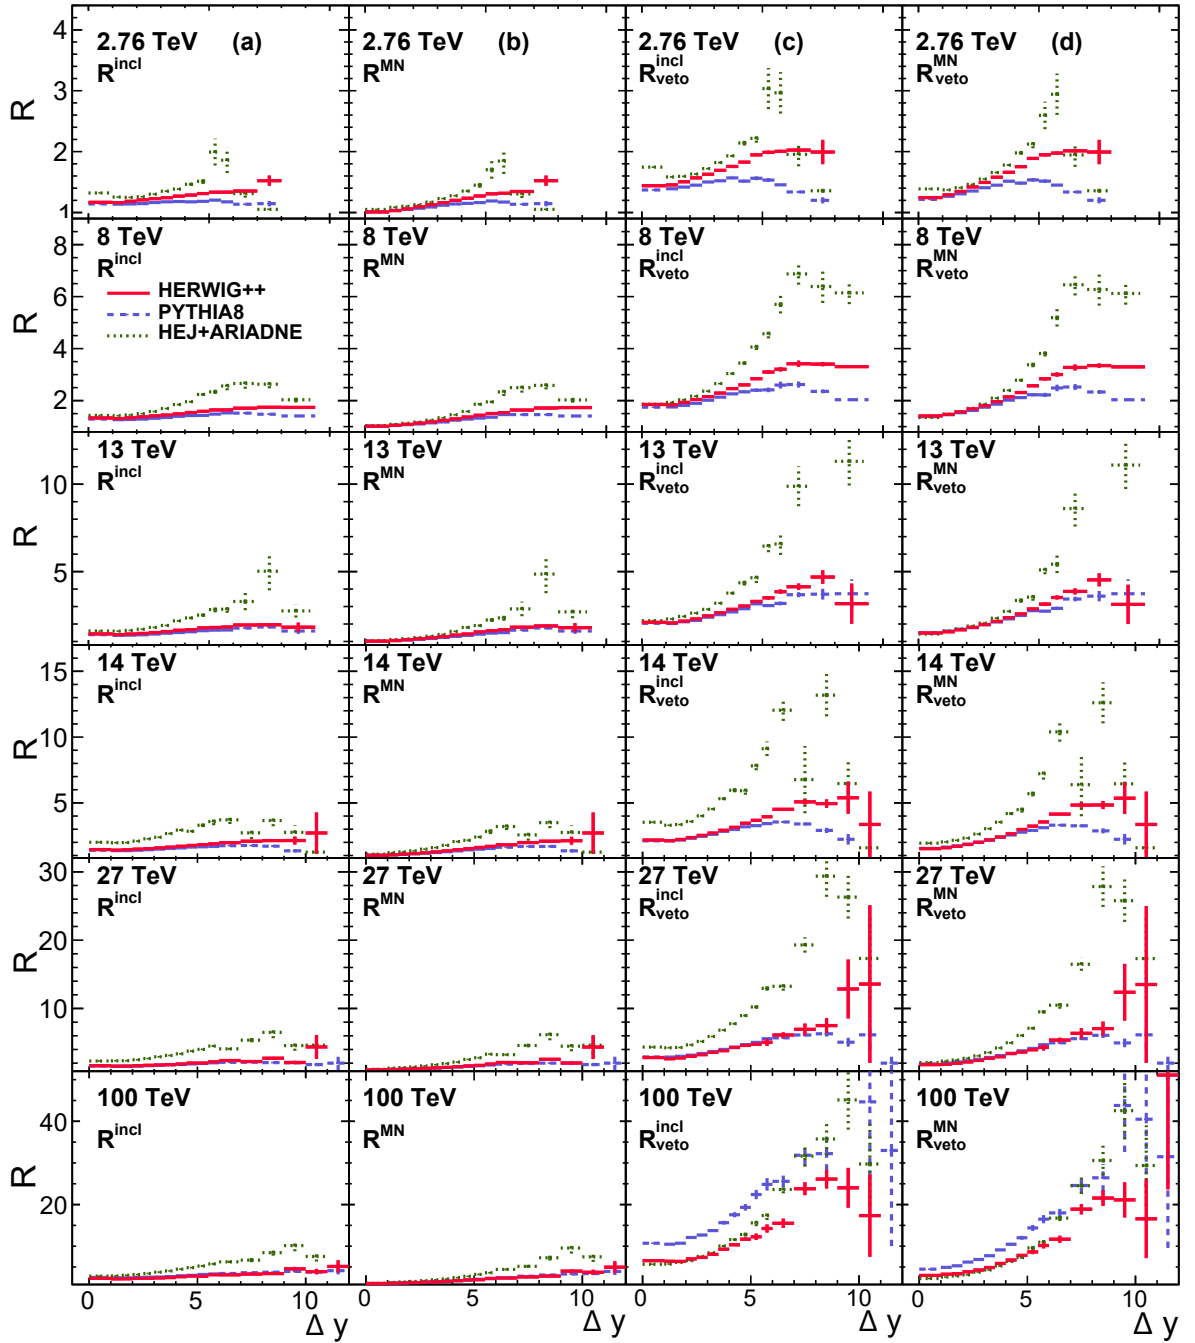 2.76 TeV (a) 2.76 TeV (b) 2.76 TeV (c) 2.76 TeV (d)
R^incl R^MN R^incl_veto R^MN_veto
R 4 3 2 1
8 TeV 8 TeV 8 TeV 8 TeV
R^incl R^MN R^incl_veto R^MN_veto
HERWIG++
PYTHIA8
HEJ+ARIADNE
R 8 6 4 2
13 TeV 13 TeV 13 TeV 13 TeV
R^incl R^MN R^incl_veto R^MN_veto
R 10 5
14 TeV 14 TeV 14 TeV 14 TeV
R^incl R^MN R^incl_veto R^MN_veto
R 15 10 5
27 TeV 27 TeV 27 TeV 27 TeV
R^incl R^MN R^incl_veto R^MN_veto
R 30 20 10
100 TeV 100 TeV 100 TeV 100 TeV
R^incl R^MN R^incl_veto R^MN_veto
R 40 20
0 5 10 0 5 10 0 5 10 0 5 10
Δ y Δ y Δ y Δ y